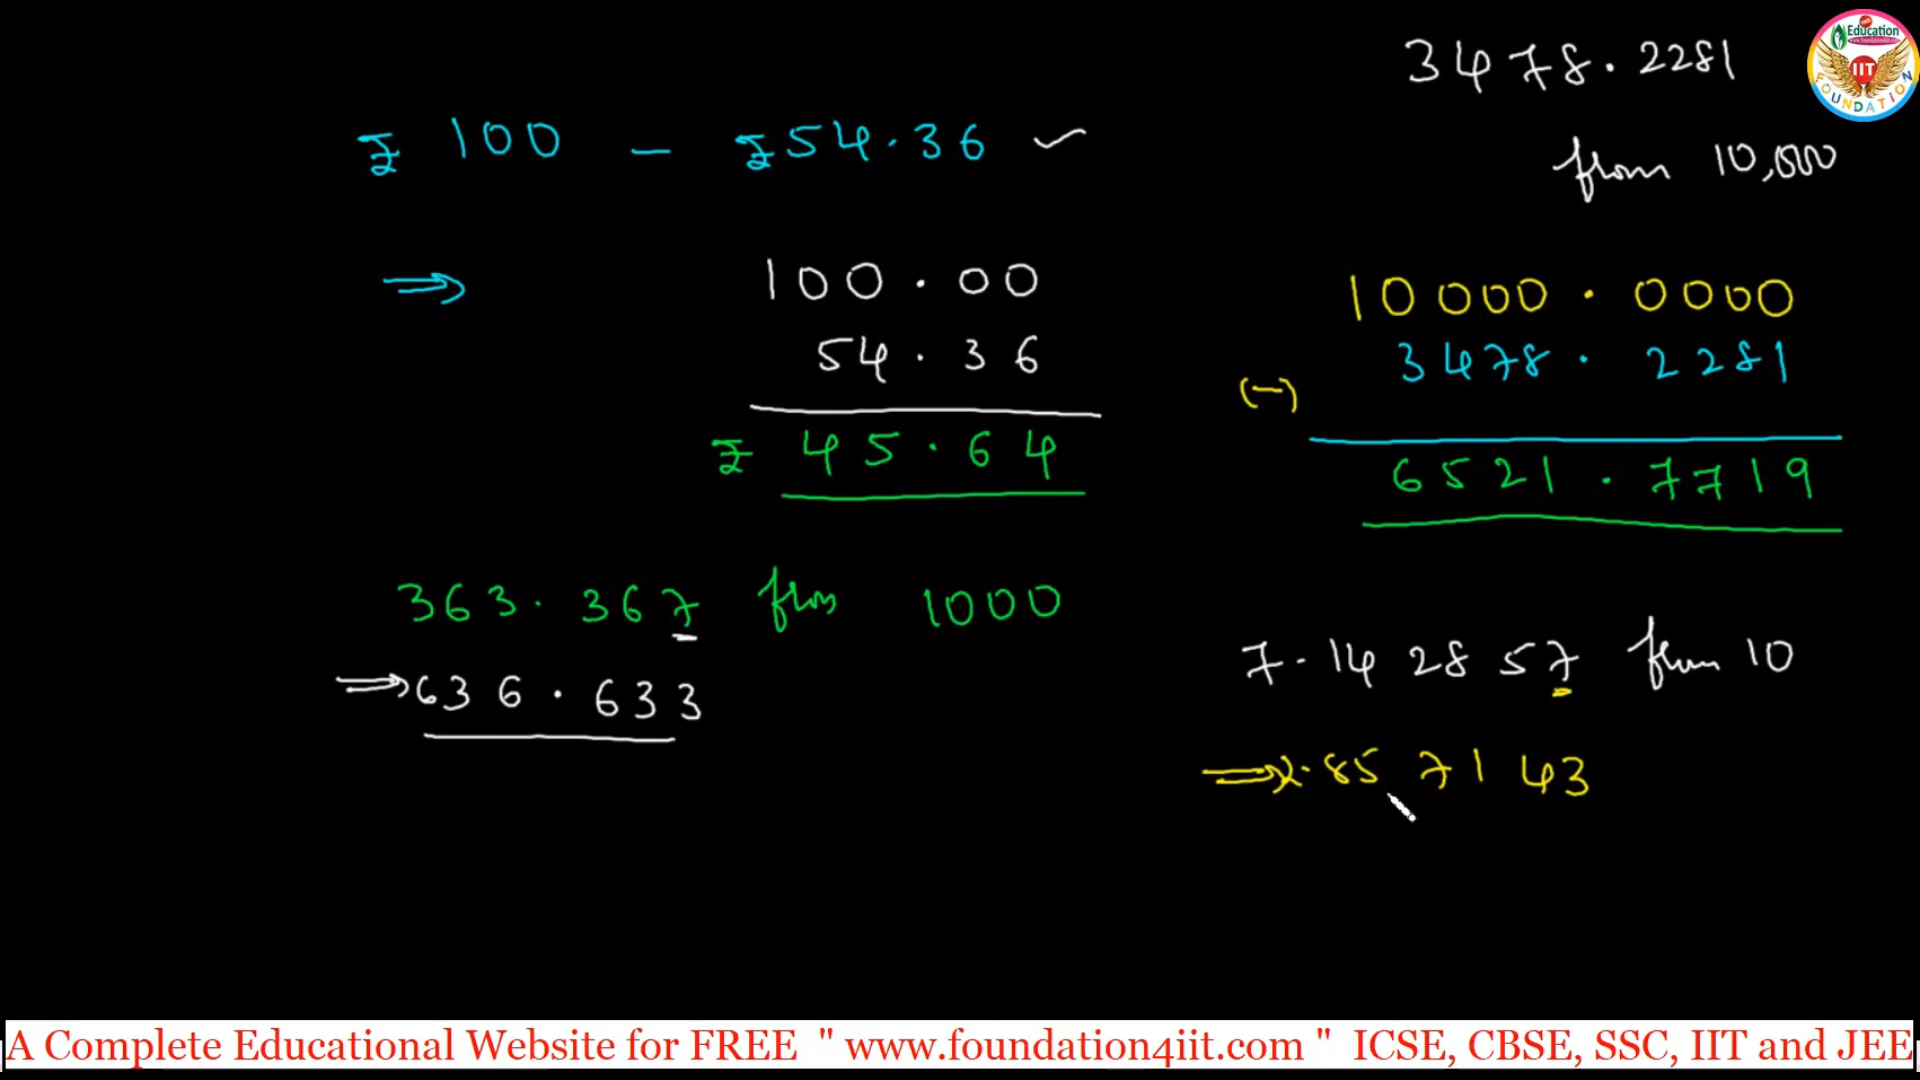 ₹ 100 - ₹54.36 ✓
⇒ 100.00
54.36
₹ 45.64
363.367 from 1000
⇒ 636.633
3478.2281
from 10,000
10000.0000
(-) 3478.2281
6521.7719
7.142857 from 10
⇒ 2.857143
Education
IIT
FOUNDATION
A Complete Educational Website for FREE " www.foundation4iit.com " ICSE, CBSE, SSC, IIT and JEE